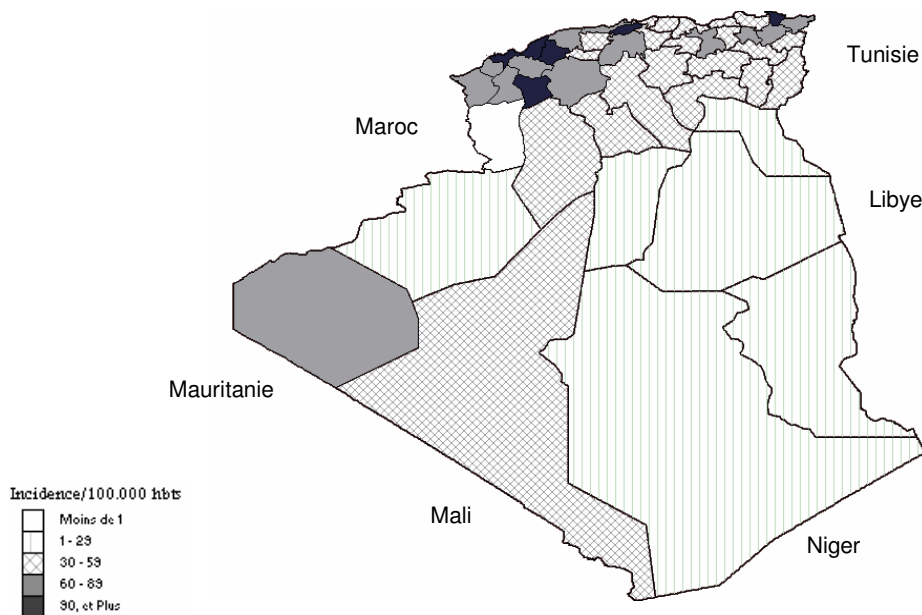 Tunisie
Maroc
Libye
Mauritanie
Mali
Niger
Incidence/100.000 hbts
Moins de 1
1 - 29
30 - 59
60 - 89
90, et Plus